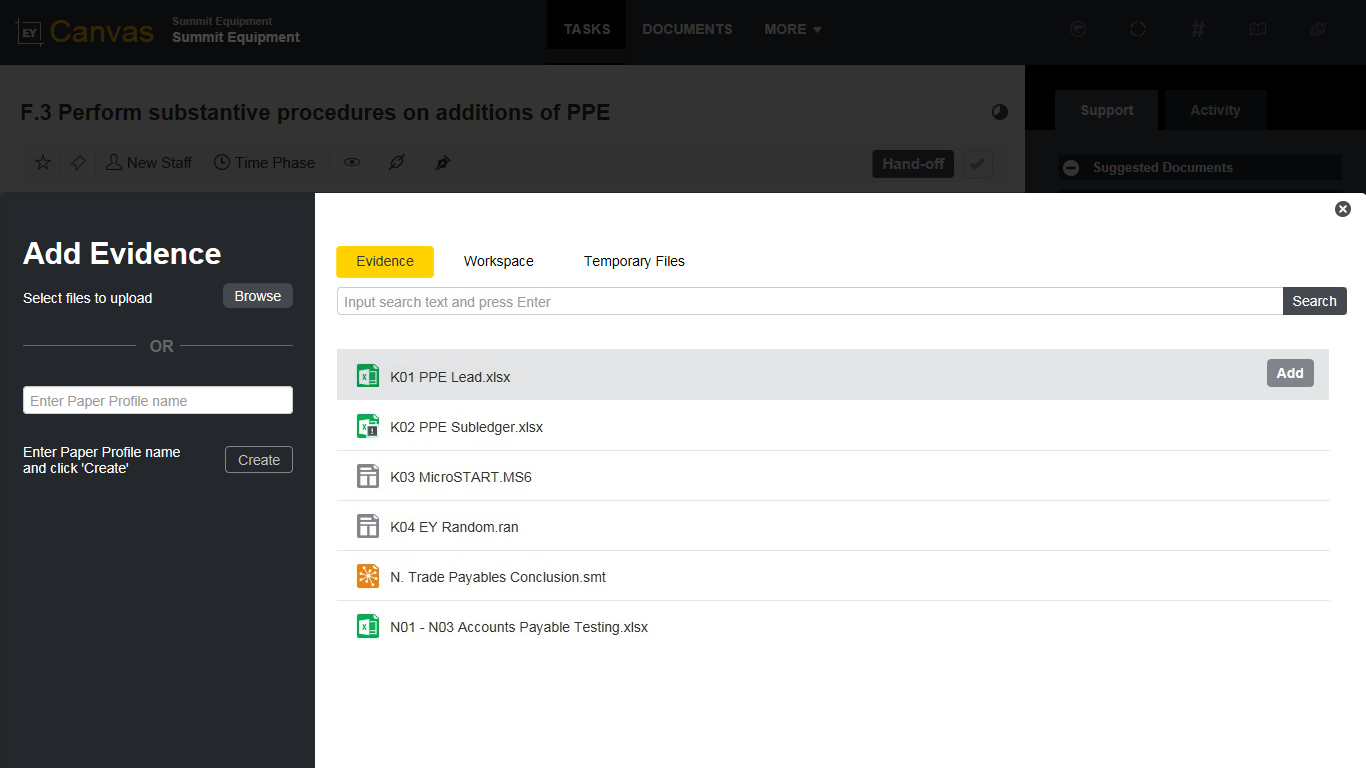 EY Canvas
Summit Equipment
Summit Equipment
TASKS
DOCUMENTS
MORE
#
F.3 Perform substantive procedures on additions of PPE
New Staff
Time Phase
Hand-off
Support
Activity
Suggested Documents
Add Evidence
Select files to upload
Browse
OR
Enter Paper Profile name
Enter Paper Profile name
and click 'Create'
Create
Evidence
Workspace
Temporary Files
Input search text and press Enter
Search
K01 PPE Lead.xlsx
Add
K02 PPE Subledger.xlsx
K03 MicroSTART.MS6
K04 EY Random.ran
N. Trade Payables Conclusion.smt
N01 - N03 Accounts Payable Testing.xlsx